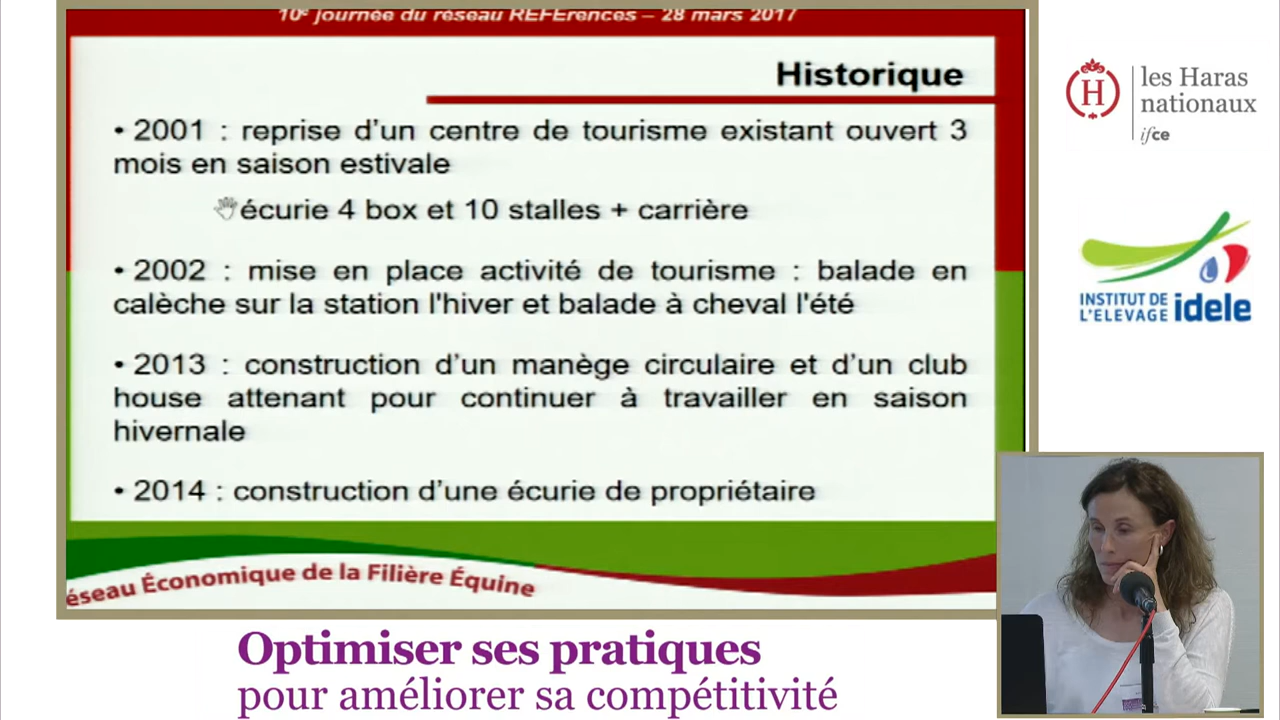 10e journée du réseau REFErences – 28 mars 2017
Historique
• 2001 : reprise d'un centre de tourisme existant ouvert 3
mois en saison estivale
écurie 4 box et 10 stalles + carrière
• 2002 : mise en place activité de tourisme : balade en
calèche sur la station l'hiver et balade à cheval l'été
• 2013 : construction d'un manège circulaire et d'un club
house attenant pour continuer à travailler en saison
hivernale
• 2014 : construction d'une écurie de propriétaire
éseau Économique de la Filière Équine
Optimiser ses pratiques
pour améliorer sa compétitivité
H
les Haras
nationaux
ifce
INSTITUT DE
L'ELEVAGE idele